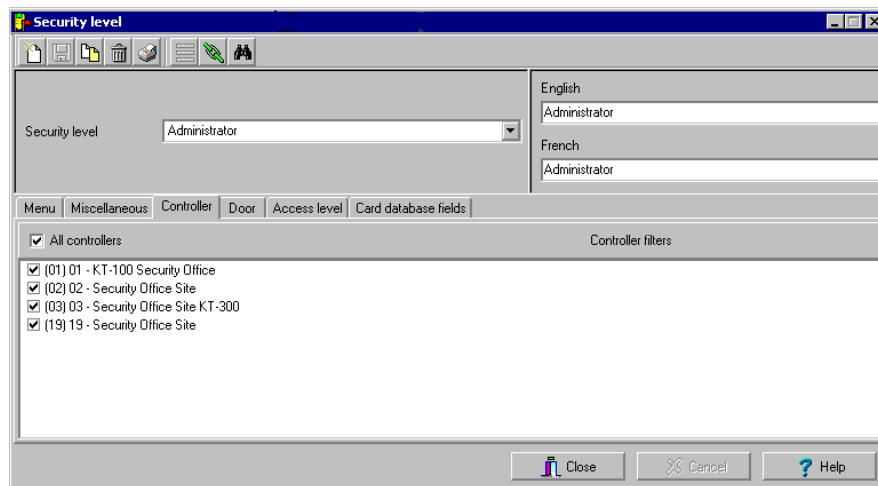 Security level
English
Administrator
Security level Administrator
French
Administrator
Menu Miscellaneous Controller Door Access level Card database fields
All controllers Controller filters
(01) 01 - KT-100 Security Office
(02) 02 - Security Office Site
(03) 03 - Security Office Site KT-300
(19) 19 - Security Office Site
Close Cancel Help